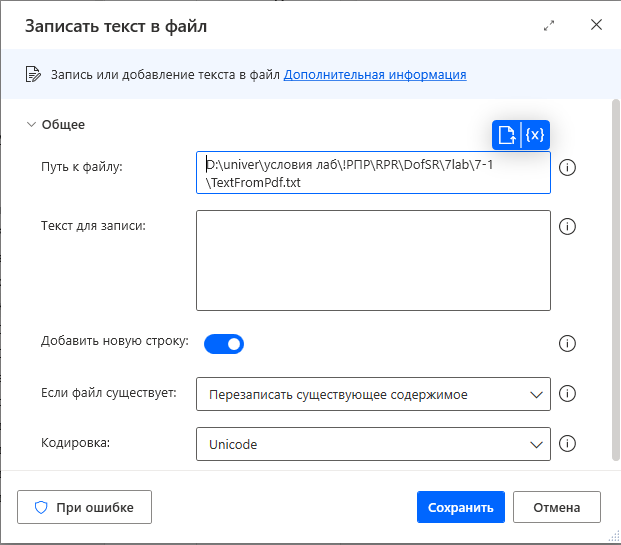 Записать текст в файл
Запись или добавление текста в файл Дополнительная информация
Общее
{x}
Путь к файлу:
D:\univer\условия лаб\!РПР\RPR\DofSR\7lab\7-1
\TextFromPdf.txt
Текст для записи:
Добавить новую строку:
Если файл существует:
Перезаписать существующее содержимое
Кодировка:
Unicode
При ошибке
Сохранить
Отмена